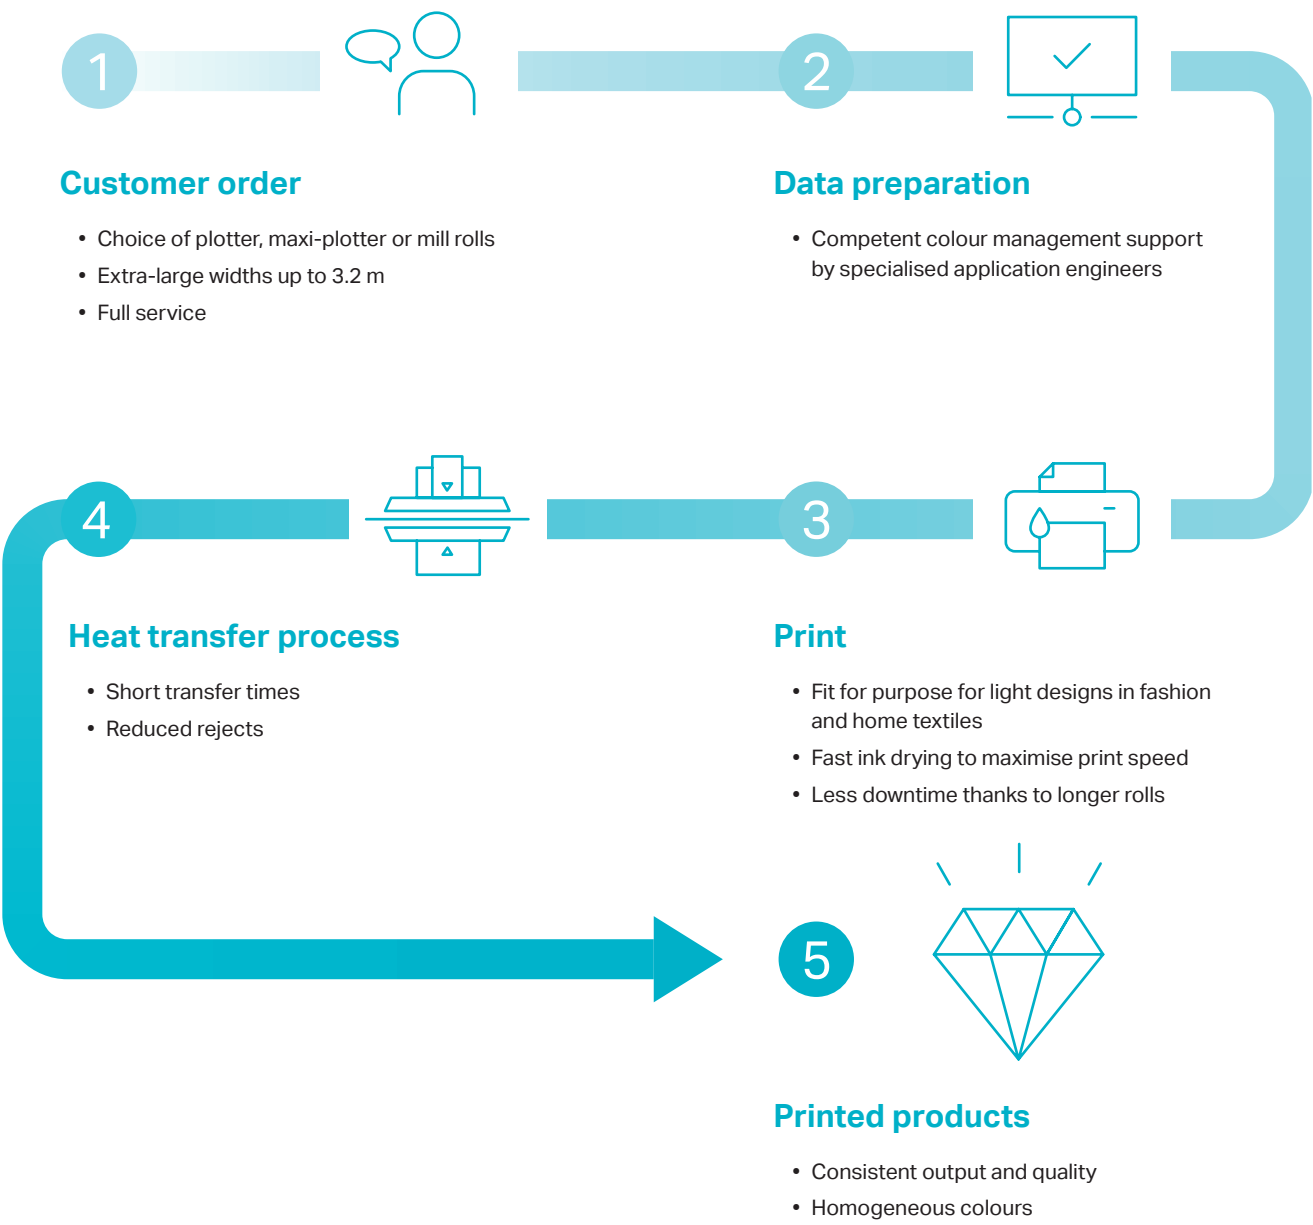 1
Customer order
• Choice of plotter, maxi-plotter or mill rolls
• Extra-large widths up to 3.2 m
• Full service
2
Data preparation
• Competent colour management support
by specialised application engineers
3
Print
• Fit for purpose for light designs in fashion
and home textiles
• Fast ink drying to maximise print speed
• Less downtime thanks to longer rolls
4
Heat transfer process
• Short transfer times
• Reduced rejects
5
Printed products
• Consistent output and quality
• Homogeneous colours